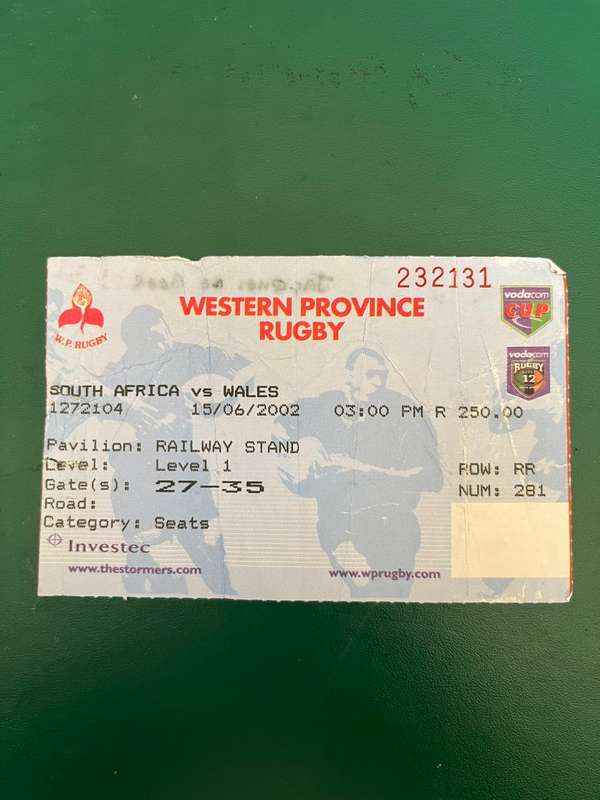 232131
WESTERN PROVINCE
RUGBY
W.P. RUGBY
vodacom
CUP
vodacom
RUGBY
12
SOUTH AFRICA vs WALES
1272104 15/06/2002 03:00 PM R 250.00
Pavilion: RAILWAY STAND
Level: Level 1
Gate(s): 27-35
Road:
Category: Seats
ROW: RR
NUM: 281
Investec
www.thestormers.com
www.wprugby.com